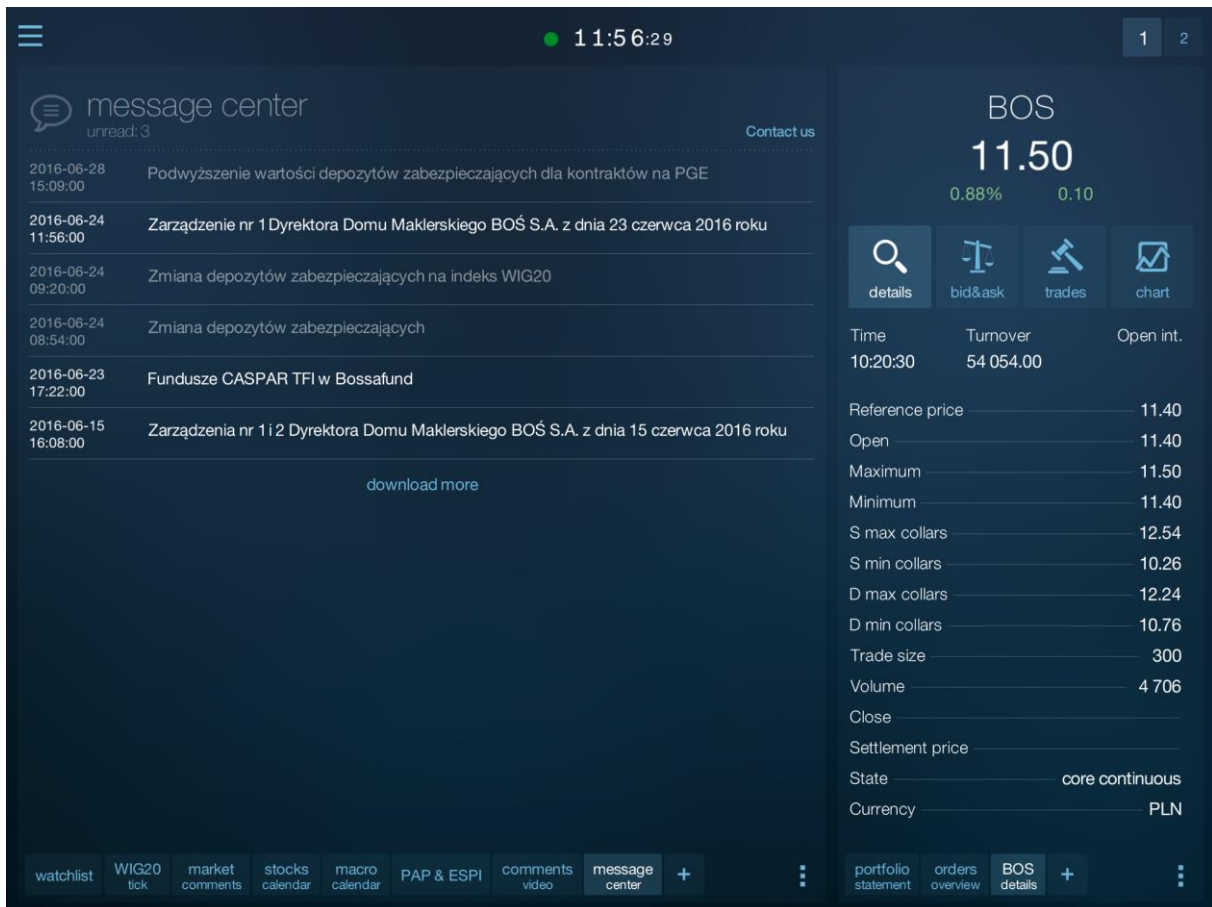 11:56:29
1 2
message center
unread: 3
Contact us
2016-06-28
15:09:00
Podwyższenie wartości depozytów zabezpieczających dla kontraktów na PGE
2016-06-24
11:56:00
Zarządzenie nr 1 Dyrektora Domu Maklerskiego BOŚ S.A. z dnia 23 czerwca 2016 roku
2016-06-24
09:20:00
Zmiana depozytów zabezpieczających na indeks WIG20
2016-06-24
08:54:00
Zmiana depozytów zabezpieczających
2016-06-23
17:22:00
Fundusze CASPAR TFI w Bossafund
2016-06-15
16:08:00
Zarządzenia nr 1 i 2 Dyrektora Domu Maklerskiego BOŚ S.A. z dnia 15 czerwca 2016 roku
download more
BOS
11.50
0.88% 0.10
details bid&ask trades chart
Time Turnover Open int.
10:20:30 54 054.00
Reference price 11.40
Open 11.40
Maximum 11.50
Minimum 11.40
S max collars 12.54
S min collars 10.26
D max collars 12.24
D min collars 10.76
Trade size 300
Volume 4 706
Close
Settlement price
State core continuous
Currency PLN
watchlist
WIG20
tick
market
comments
stocks
calendar
macro
calendar
PAP & ESPI
comments
video
message
center
+
portfolio
statement
orders
overview
BOS
details
+